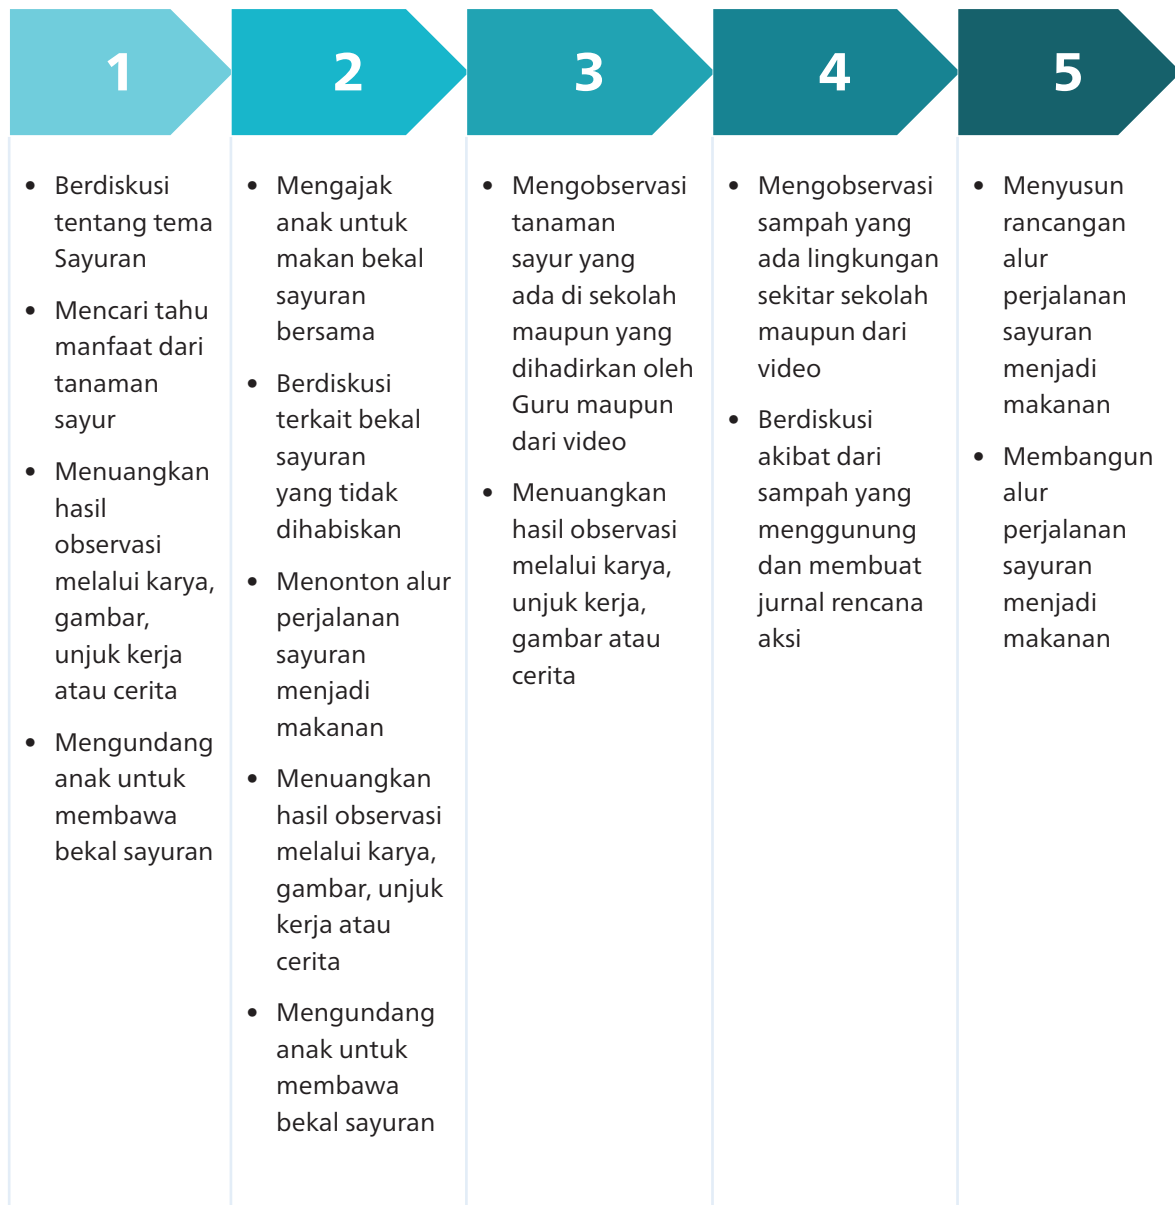 1
• Berdiskusi
tentang tema
Sayuran
• Mencari tahu
manfaat dari
tanaman
sayur
• Menuangkan
hasil
observasi
melalui karya,
gambar,
unjuk kerja
atau cerita
• Mengundang
anak untuk
membawa
bekal sayuran
2
• Mengajak
anak untuk
makan bekal
sayuran
bersama
• Berdiskusi
terkait bekal
sayuran
yang tidak
dihabiskan
• Menonton alur
perjalanan
sayuran
menjadi
makanan
• Menuangkan
hasil observasi
melalui karya,
gambar, unjuk
kerja atau
cerita
• Mengundang
anak untuk
membawa
bekal sayuran
3
• Mengobservasi
tanaman
sayur yang
ada di sekolah
maupun yang
dihadirkan oleh
Guru maupun
dari video
• Menuangkan
hasil observasi
melalui karya,
unjuk kerja,
gambar atau
cerita
4
• Mengobservasi
sampah yang
ada lingkungan
sekitar sekolah
maupun dari
video
• Berdiskusi
akibat dari
sampah yang
menggunung
dan membuat
jurnal rencana
aksi
5
• Menyusun
rancangan
alur
perjalanan
sayuran
menjadi
makanan
• Membangun
alur
perjalanan
sayuran
menjadi
makanan